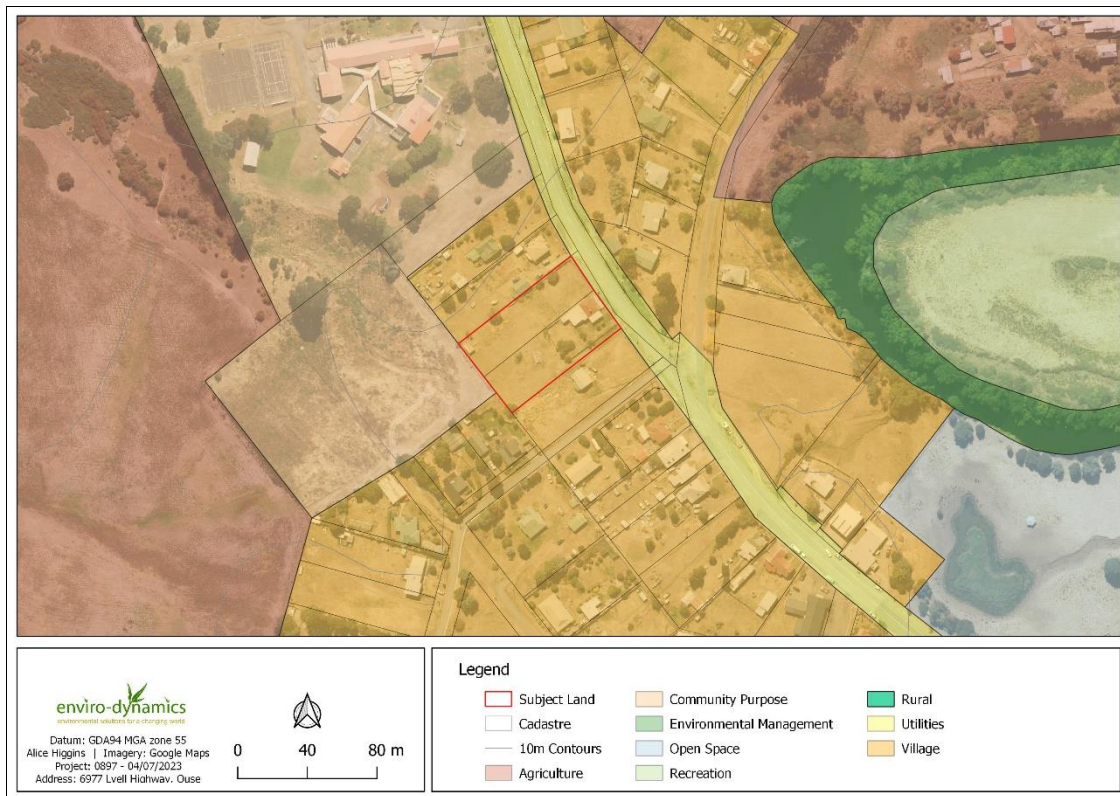 enviro-dynamics
environmental solutions for a changing world
Datum: GDA94 MGA zone 55
Alice Higgins | Imagery: Google Maps
Project: 0897 - 04/07/2023
Address: 6977 Lyell Highway, Ouse
0 40 80 m
Legend
Subject Land
Cadastre
10m Contours
Agriculture
Community Purpose
Environmental Management
Open Space
Recreation
Rural
Utilities
Village